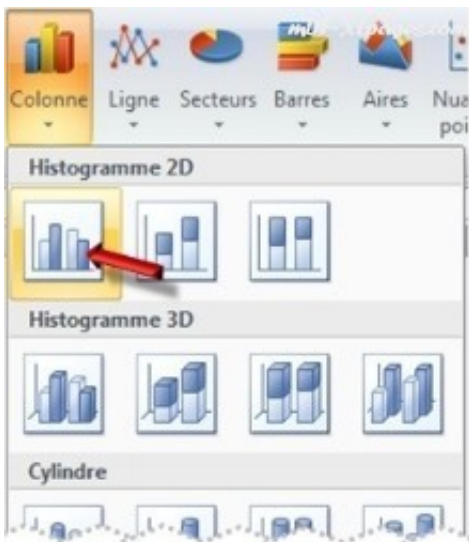 Colonne Ligne Secteurs Barres Aires Nua
poi
Histogramme 2D
Histogramme 3D
Cylindre